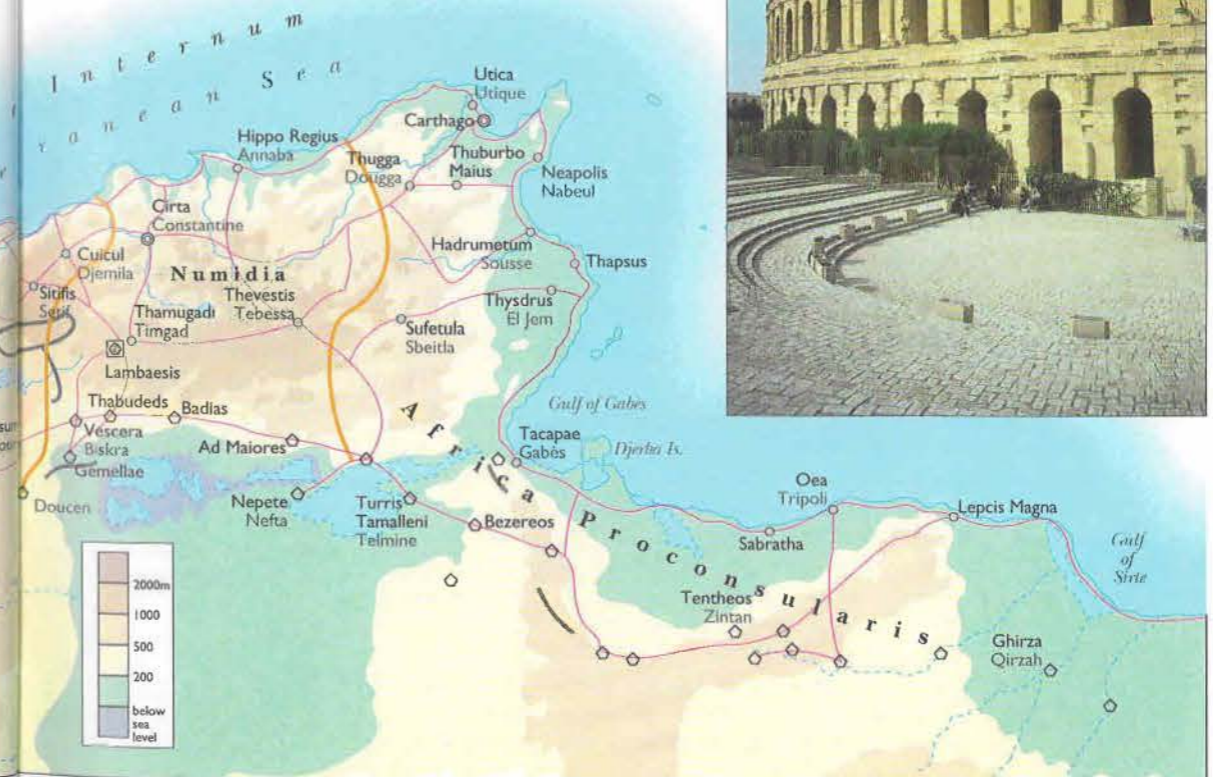 Internum
ranean Sea
Utica
Utique
Carthago
Hippo Regius
Annaba
Thugga
Dougga
Thuburbo
Maius
Neapolis
Nabeul
Cirta
Constantine
Cuicul
Djemila
Numidia
Hadrumetum
Sousse
Thapsus
Sitifis
Sétif
Thevestis
Tebessa
Thysdrus
El Jem
Thamugadi
Timgad
Sufetula
Sbeitla
Lambaesis
Thabudeds
Badias
Vescera
Biskra
Gemellae
Ad Maiores
Africa Proconsularis
Gulf of Gabès
Tacapae
Gabès
Djerba Is.
Doucen
Nepete
Nefta
Turris
Tamalleni
Telmine
Bezereos
Oea
Tripoli
Lepcis Magna
Sabratha
Gulf
of
Sirte
Tentheos
Zintan
Ghirza
Qirzah
2000m
1000
500
200
below
sea
level